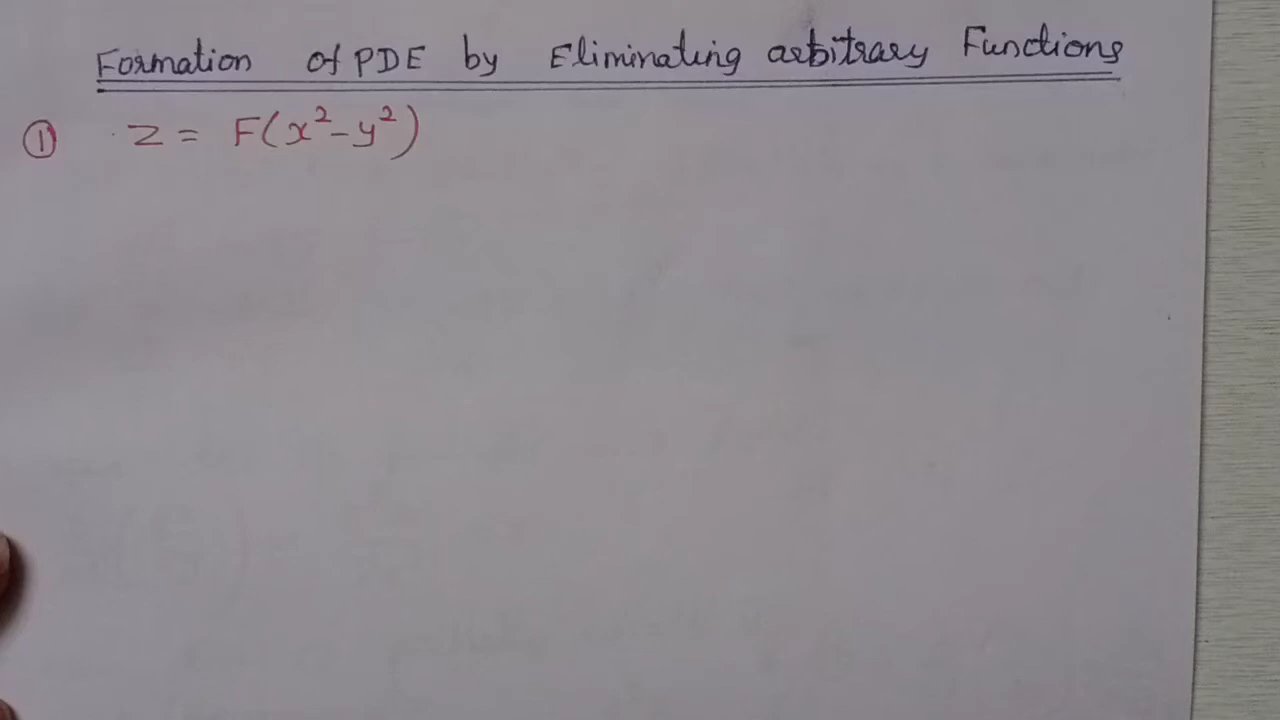 Formation of PDE by Eliminating arbitrary Functions
① Z = F(x² - y²)